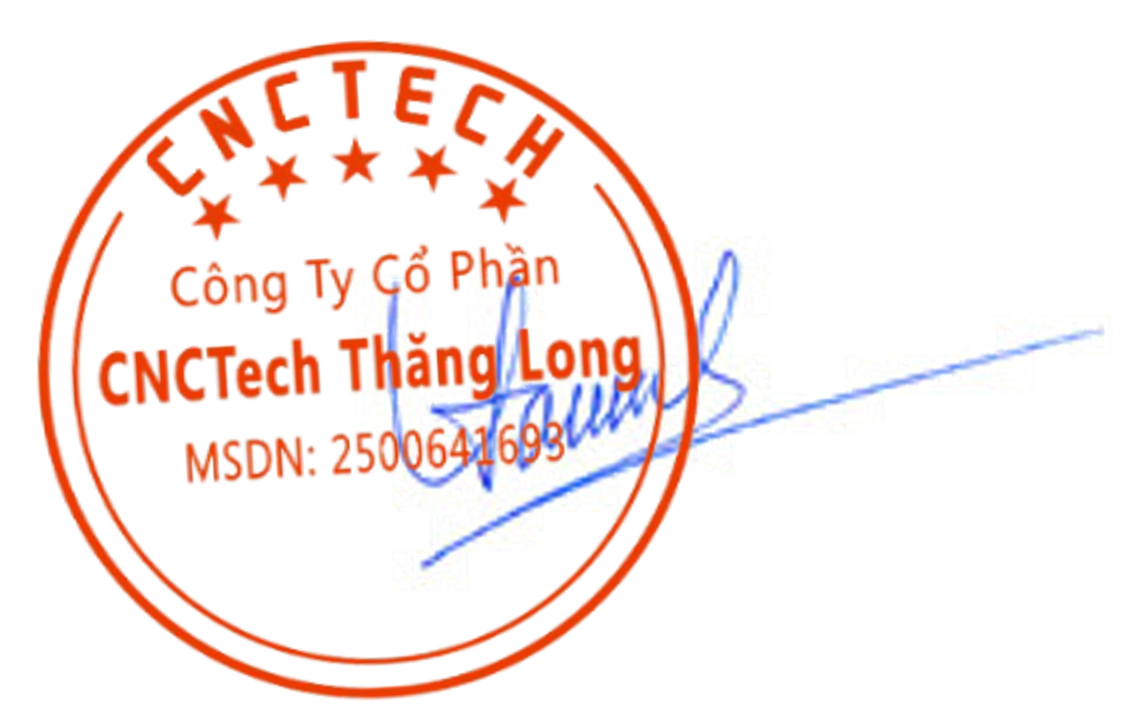 CNCTECH
Công Ty Cổ Phần
CNCTech Thăng Long
MSDN: 2500641693